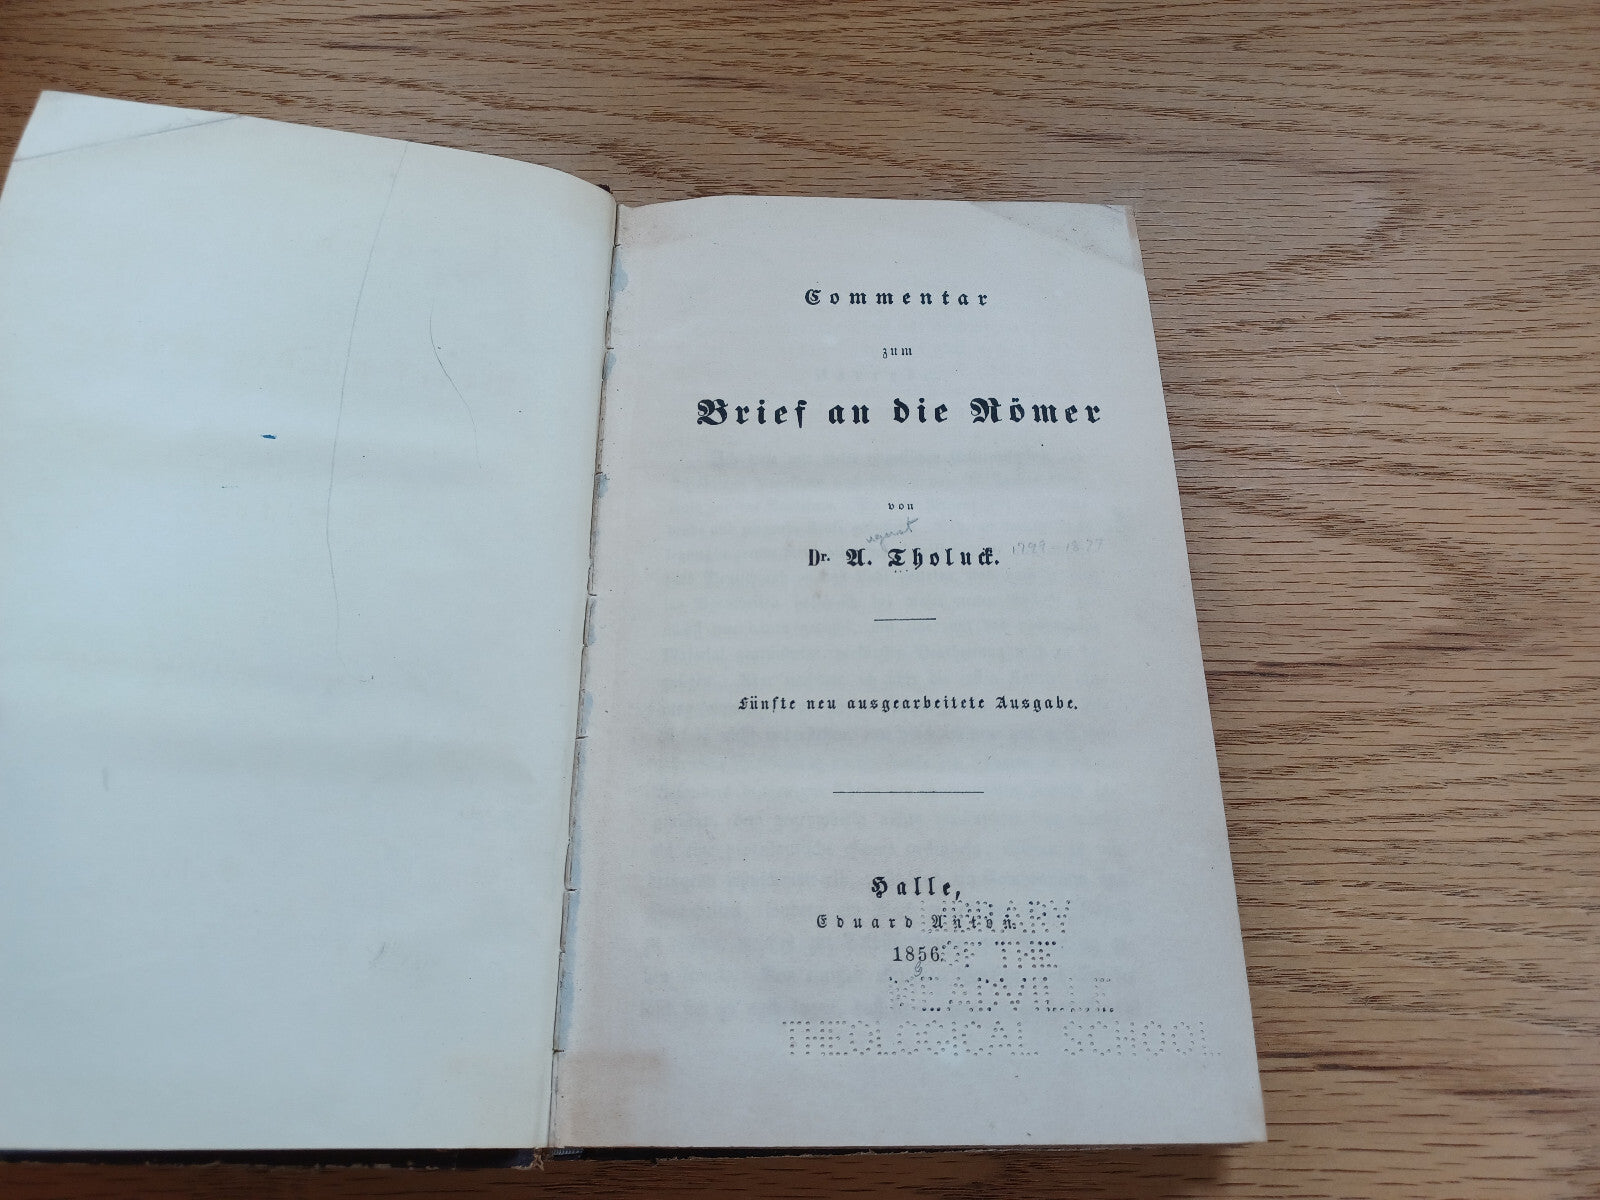 Commentar
zum
Brief an die Römer
von
ugust
Dr. A. Tholuck. 1799-1877
Fünfte neu ausgearbeitete Ausgabe.
Halle,
Eduard Anton.
1856.
LIBRARY
OF THE
MEADVILLE
THEOLOGICAL SCHOOL